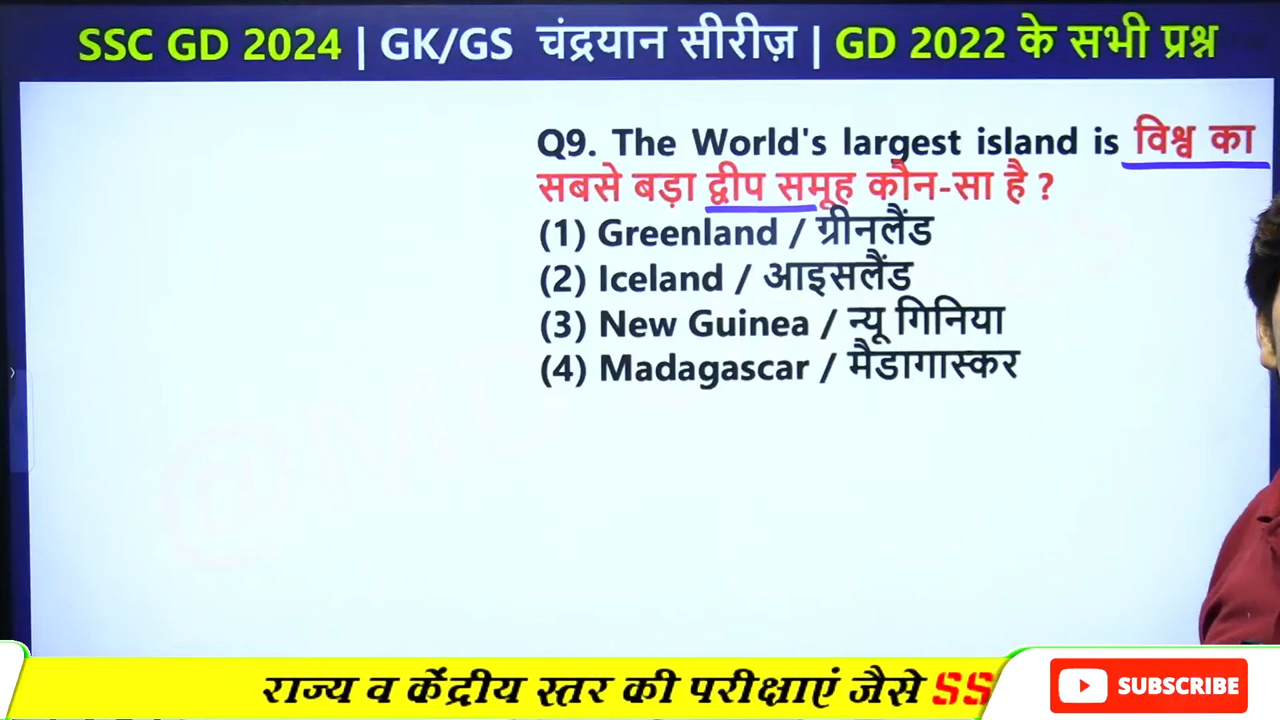 SSC GD 2024 | GK/GS चंद्रयान सीरीज़ | GD 2022 के सभी प्रश्न
Q9. The World's largest island is विश्व का
सबसे बड़ा द्वीप समूह कौन-सा है ?
(1) Greenland / ग्रीनलैंड
(2) Iceland / आइसलैंड
(3) New Guinea / न्यू गिनिया
(4) Madagascar / मैडागास्कर
राज्य व केंद्रीय स्तर की परीक्षाएं जैसे SS
SUBSCRIBE